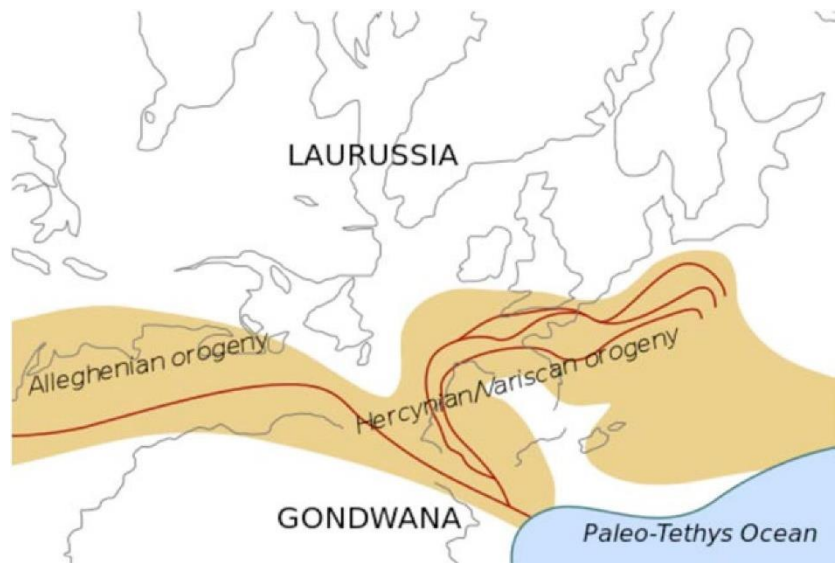 LAURUSSIA
Alleghenian orogeny
Hercynian/Variscan orogeny
GONDWANA
Paleo-Tethys Ocean